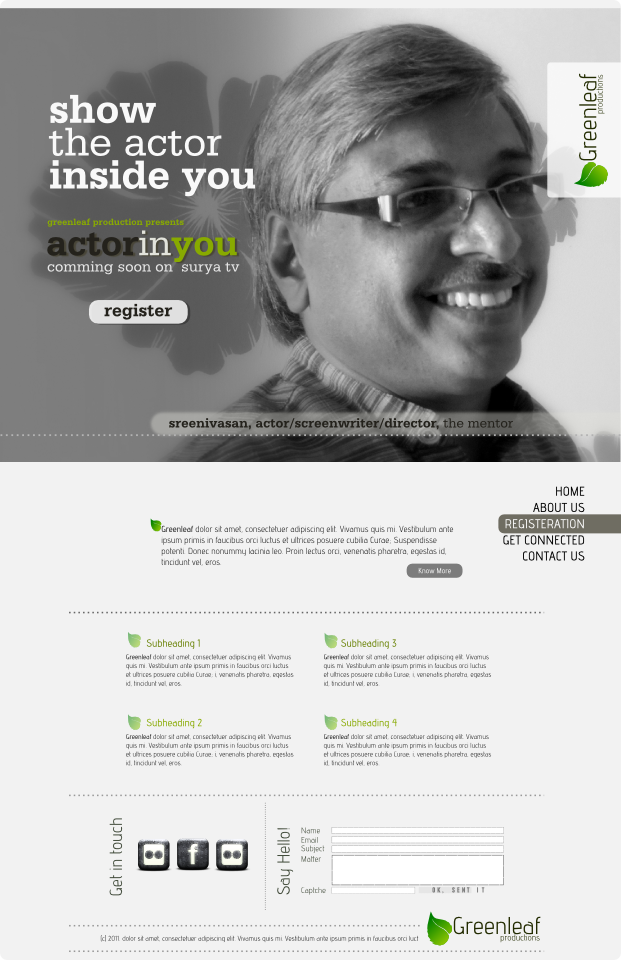 show
the actor
inside you
greenleaf production presents
actorinyou
comming soon on surya tv
register
Greenleaf
productions
sreenivasan, actor/screenwriter/director, the mentor
HOME
ABOUT US
REGISTERATION
GET CONNECTED
CONTACT US
Greenleaf dolor sit amet, consectetuer adipiscing elit. Vivamus quis mi. Vestibulum ante
ipsum primis in faucibus orci luctus et ultrices posuere cubilia Curae; Suspendisse
potenti. Donec nonummy lacinia leo. Proin lectus orci, venenatis pharetra, egestas id,
tincidunt vel, eros.
Know More
Subheading 1
Greenleaf dolor sit amet, consectetuer adipiscing elit. Vivamus
quis mi. Vestibulum ante ipsum primis in faucibus orci luctus
et ultrices posuere cubilia Curae; i, venenatis pharetra, egestas
id, tincidunt vel, eros.
Subheading 3
Greenleaf dolor sit amet, consectetuer adipiscing elit. Vivamus
quis mi. Vestibulum ante ipsum primis in faucibus orci luctus
et ultrices posuere cubilia Curae; i, venenatis pharetra, egestas
id, tincidunt vel, eros.
Subheading 2
Greenleaf dolor sit amet, consectetuer adipiscing elit. Vivamus
quis mi. Vestibulum ante ipsum primis in faucibus orci luctus
et ultrices posuere cubilia Curae; i, venenatis pharetra, egestas
id, tincidunt vel, eros.
Subheading 4
Greenleaf dolor sit amet, consectetuer adipiscing elit. Vivamus
quis mi. Vestibulum ante ipsum primis in faucibus orci luctus
et ultrices posuere cubilia Curae; i, venenatis pharetra, egestas
id, tincidunt vel, eros.
Get in touch
f
Say Hello!
Name
Email
Subject
Matter
Captche
OK, SENT IT
(c) 2011 dolor sit amet, consectetuer adipiscing elit. Vivamus quis mi. Vestibulum ante ipsum primis in faucibus orci luct
Greenleaf
productions